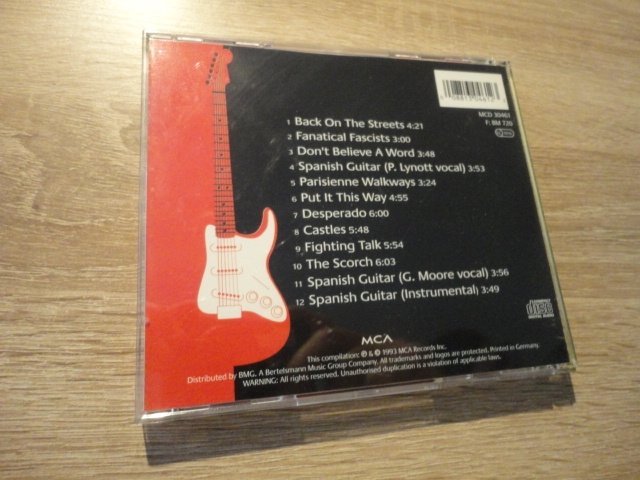 MCD 30461
F: BM 720
1 Back On The Streets 4:21
2 Fanatical Fascists 3:00
3 Don't Believe A Word 3:48
4 Spanish Guitar (P. Lynott vocal) 3:53
5 Parisienne Walkways 3:24
6 Put It This Way 4:55
7 Desperado 6:00
8 Castles 5:48
9 Fighting Talk 5:54
10 The Scorch 6:03
11 Spanish Guitar (G. Moore vocal) 3:56
12 Spanish Guitar (Instrumental) 3:49
COMPACT
disc
DIGITAL AUDIO
MCA
This compilation: ℗ & © 1993 MCA Records Inc.
Distributed by BMG. A Bertelsmann Music Group Company. All trademarks and logos are protected. Printed in Germany.
WARNING: All rights reserved. Unauthorised duplication is a violation of applicable laws.